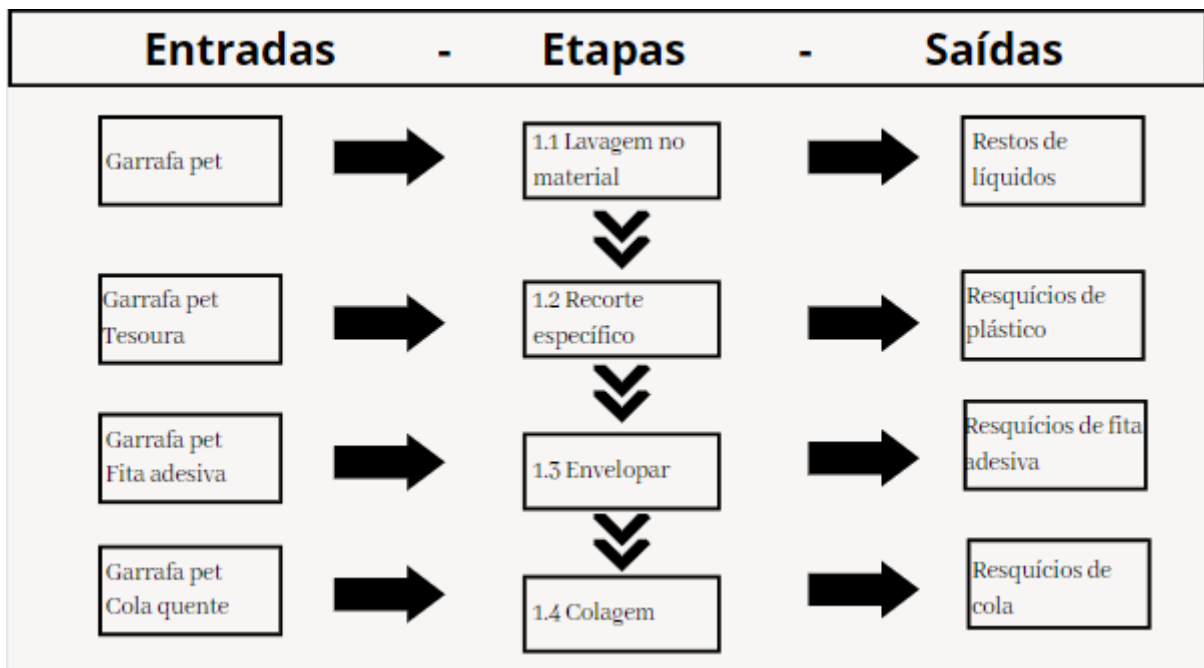 Entradas - Etapas - Saídas
Garrafa pet
1.1 Lavagem no
material
Restos de
líquidos
Garrafa pet
Tesoura
1.2 Recorte
específico
Resquícios de
plástico
Garrafa pet
Fita adesiva
1.3 Envelopar
Resquícios de fita
adesiva
Garrafa pet
Cola quente
1.4 Colagem
Resquícios de
cola